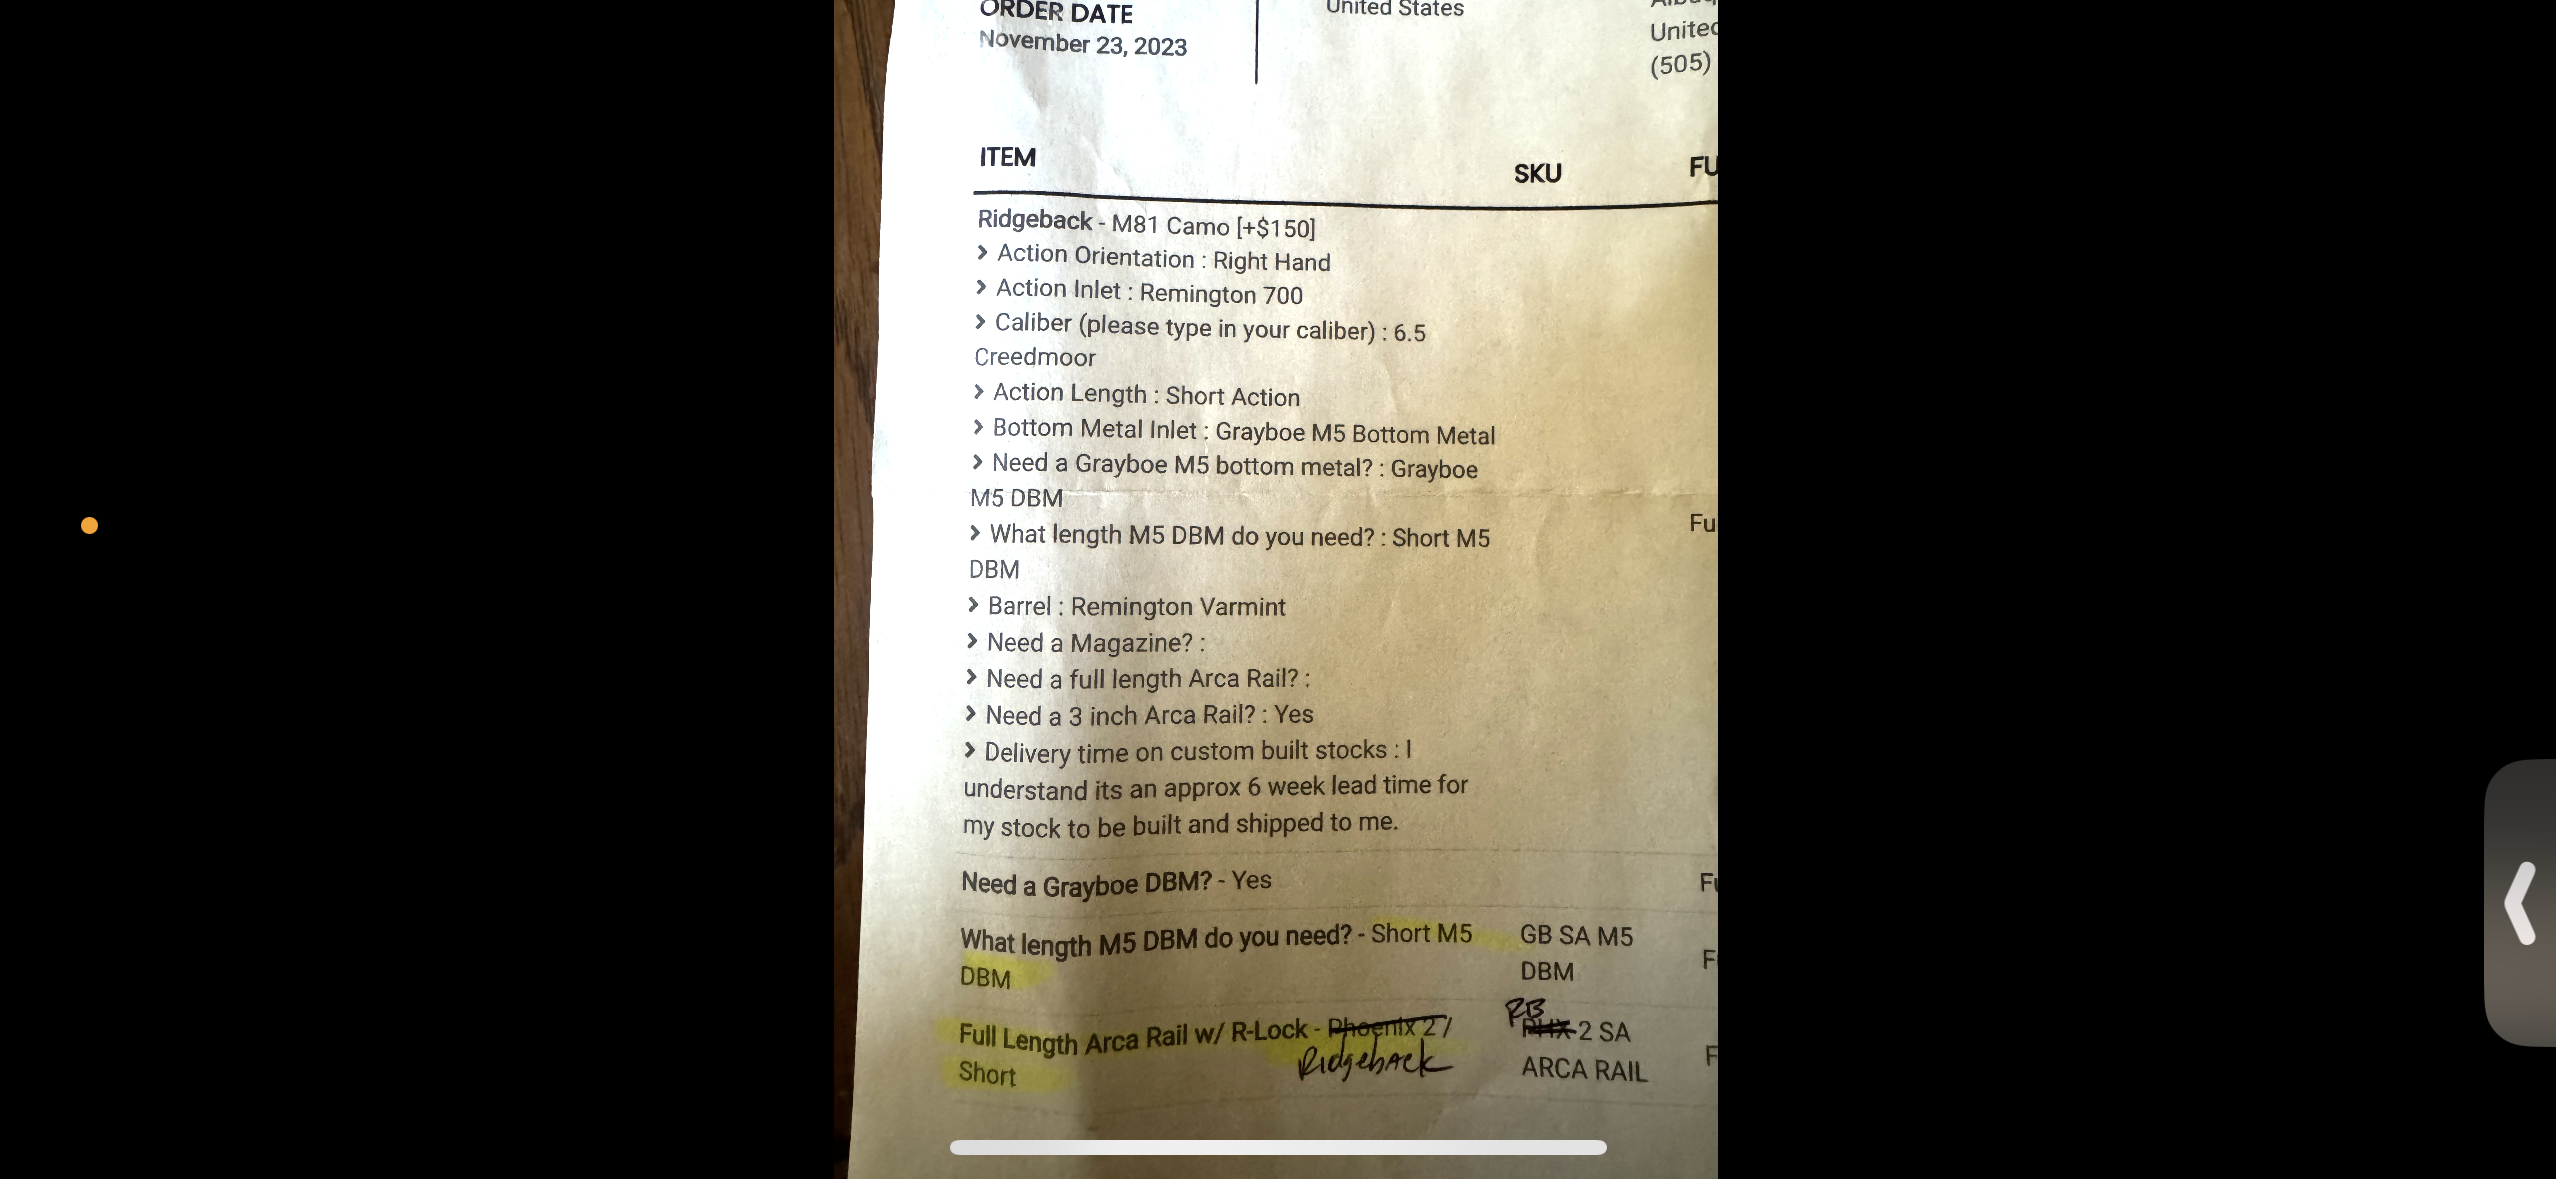 ORDER DATE
November 23, 2023
United States
United
(505)
ITEM
SKU
FU
Ridgeback - M81 Camo [+$150]
> Action Orientation : Right Hand
> Action Inlet : Remington 700
> Caliber (please type in your caliber) : 6.5
Creedmoor
> Action Length : Short Action
> Bottom Metal Inlet : Grayboe M5 Bottom Metal
> Need a Grayboe M5 bottom metal? : Grayboe
M5 DBM
Fu
> What length M5 DBM do you need? : Short M5
DBM
> Barrel : Remington Varmint
> Need a Magazine? :
> Need a full length Arca Rail? :
> Need a 3 inch Arca Rail? : Yes
> Delivery time on custom built stocks : I
understand its an approx 6 week lead time for
my stock to be built and shipped to me.
Need a Grayboe DBM? - Yes
Fu
What length M5 DBM do you need? - Short M5
DBM
GB SA M5
DBM
F
Full Length Arca Rail w/ R-Lock - Phoenix 2 /
Ridgeback
Short
RB
PHX-2 SA
ARCA RAIL
F